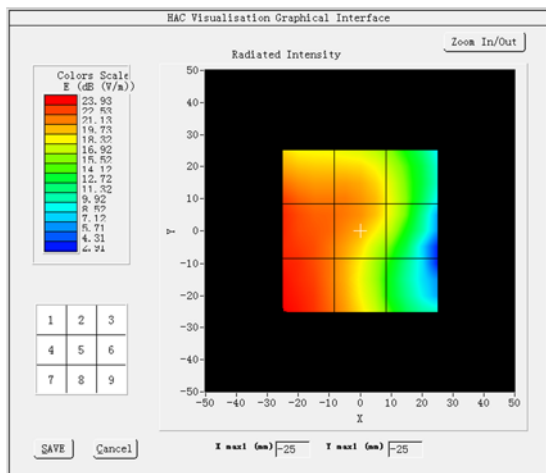 HAC Visualisation Graphical Interface
Zoom In/Out
Radiated Intensity
Colors Scale
E (dB (V/m))
23.93
22.53
21.13
19.73
18.32
16.92
15.52
14.12
12.72
11.32
9.92
8.52
7.12
5.71
4.31
2.91
50
40
30
20
10
0
-10
-20
-30
-40
-50
Y
-50 -40 -30 -20 -10 0 10 20 30 40 50
X
1 2 3
4 5 6
7 8 9
SAVE Cancel
X max1 (mm) -25 Y max1 (mm) -25